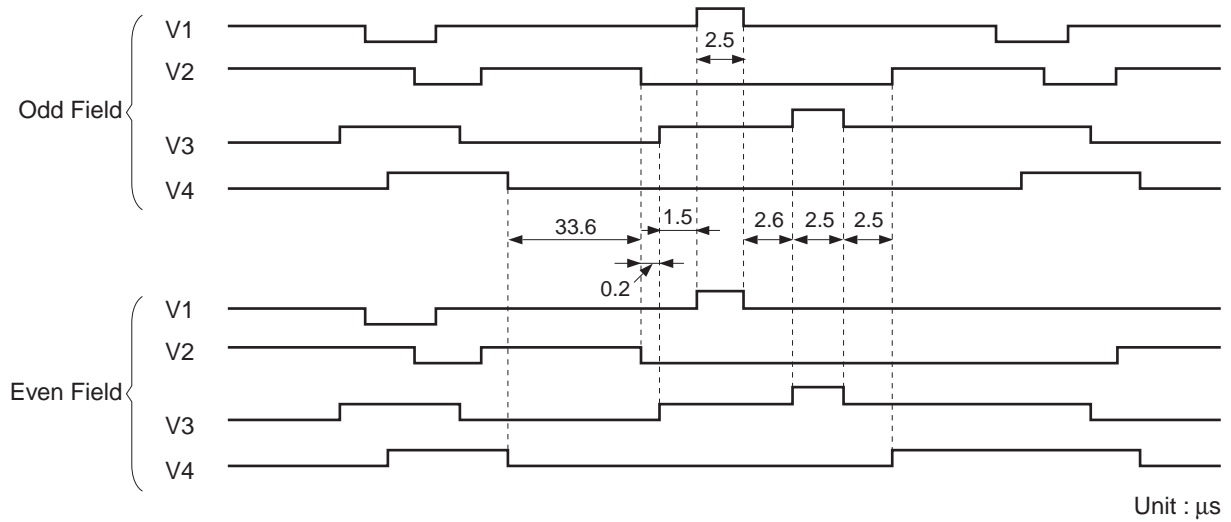 Odd Field
V1
2.5
V2
V3
V4
33.6
1.5
2.6
2.5
2.5
0.2
Even Field
V1
V2
V3
V4
Unit : μs